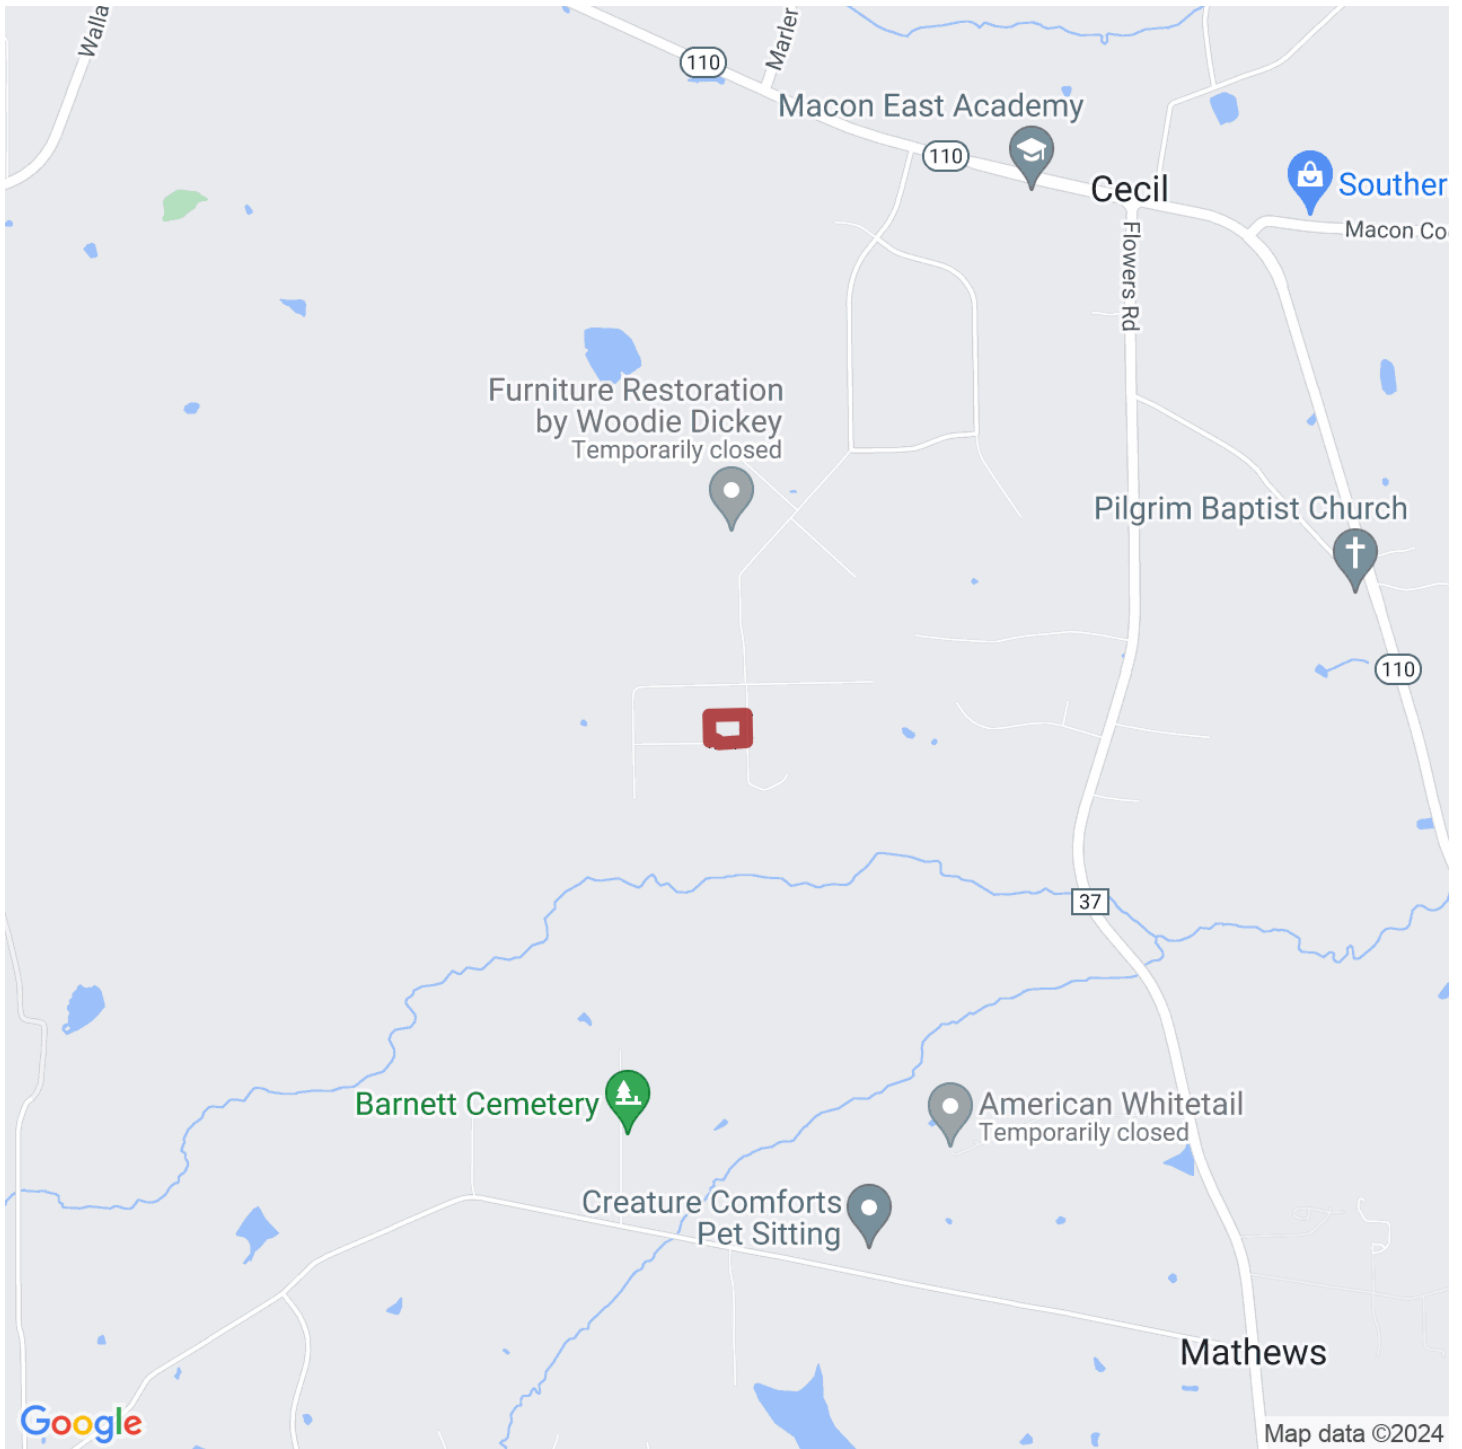 Walla
110
Marler
Macon East Academy
110
Cecil
Souther
Macon Co
Flowers Rd
Furniture Restoration
by Woodie Dickey
Temporarily closed
Pilgrim Baptist Church
110
37
Barnett Cemetery
American Whitetail
Temporarily closed
Creature Comforts
Pet Sitting
Mathews
Google
Map data ©2024